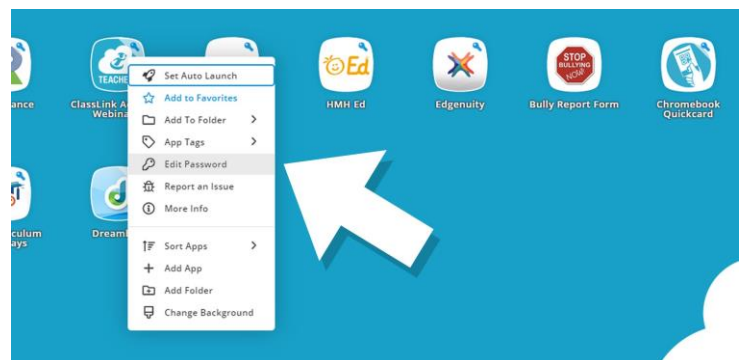 TEACHE
Ed
STOP
BULLYING
NOW
ance
ClassLink A
Webina
HMH Ed
Edgenuity
Bully Report Form
Chromebook
Quickcard
Set Auto Launch
Add to Favorites
Add To Folder
App Tags
Edit Password
Report an Issue
More Info
Sort Apps
Add App
Add Folder
Change Background
culum
ays
Dream